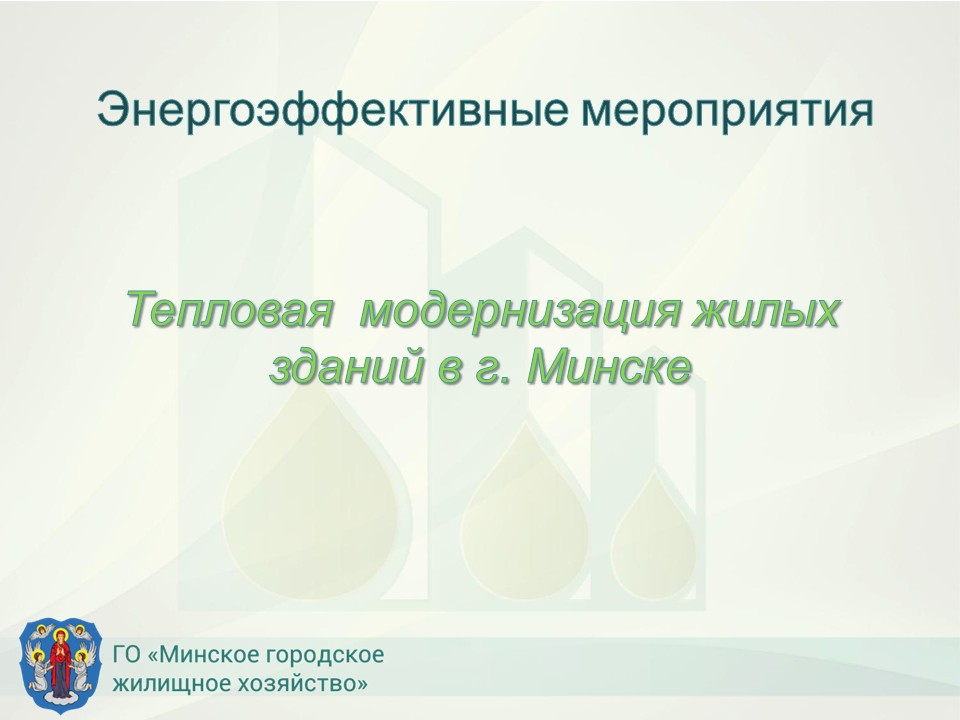 Энергоэффективные мероприятия
Тепловая модернизация жилых
зданий в г. Минске
ГО «Минское городское
жилищное хозяйство»